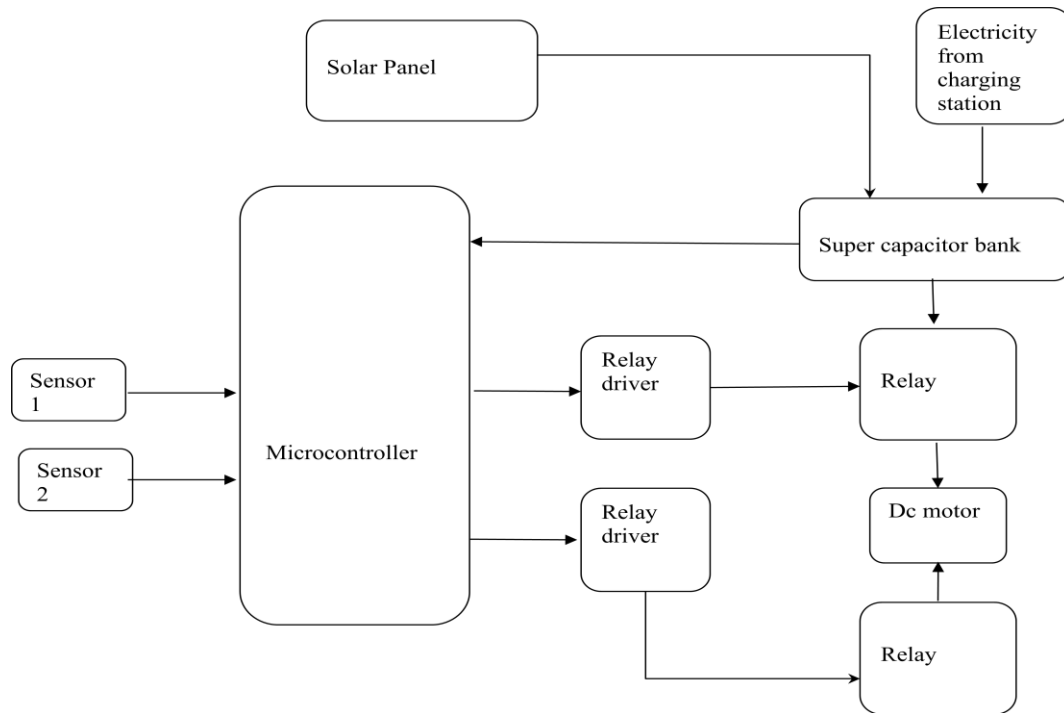 Solar Panel
Electricity
from
charging
station
Super capacitor bank
Sensor
1
Sensor
2
Microcontroller
Relay
driver
Relay
Relay
driver
Dc motor
Relay